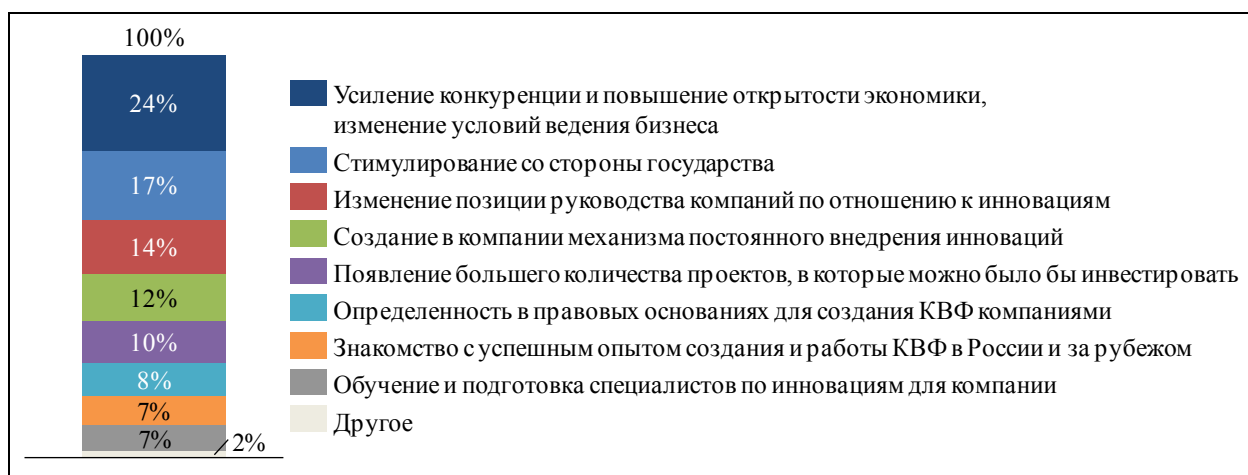 100%
24%
17%
14%
12%
10%
8%
7%
7%
2%
Усиление конкуренции и повышение открытости экономики,
изменение условий ведения бизнеса
Стимулирование со стороны государства
Изменение позиции руководства компаний по отношению к инновациям
Создание в компании механизма постоянного внедрения инноваций
Появление большего количества проектов, в которые можно было бы инвестировать
Определенность в правовых основаниях для создания КВФ компаниями
Знакомство с успешным опытом создания и работы КВФ в России и за рубежом
Обучение и подготовка специалистов по инновациям для компании
Другое